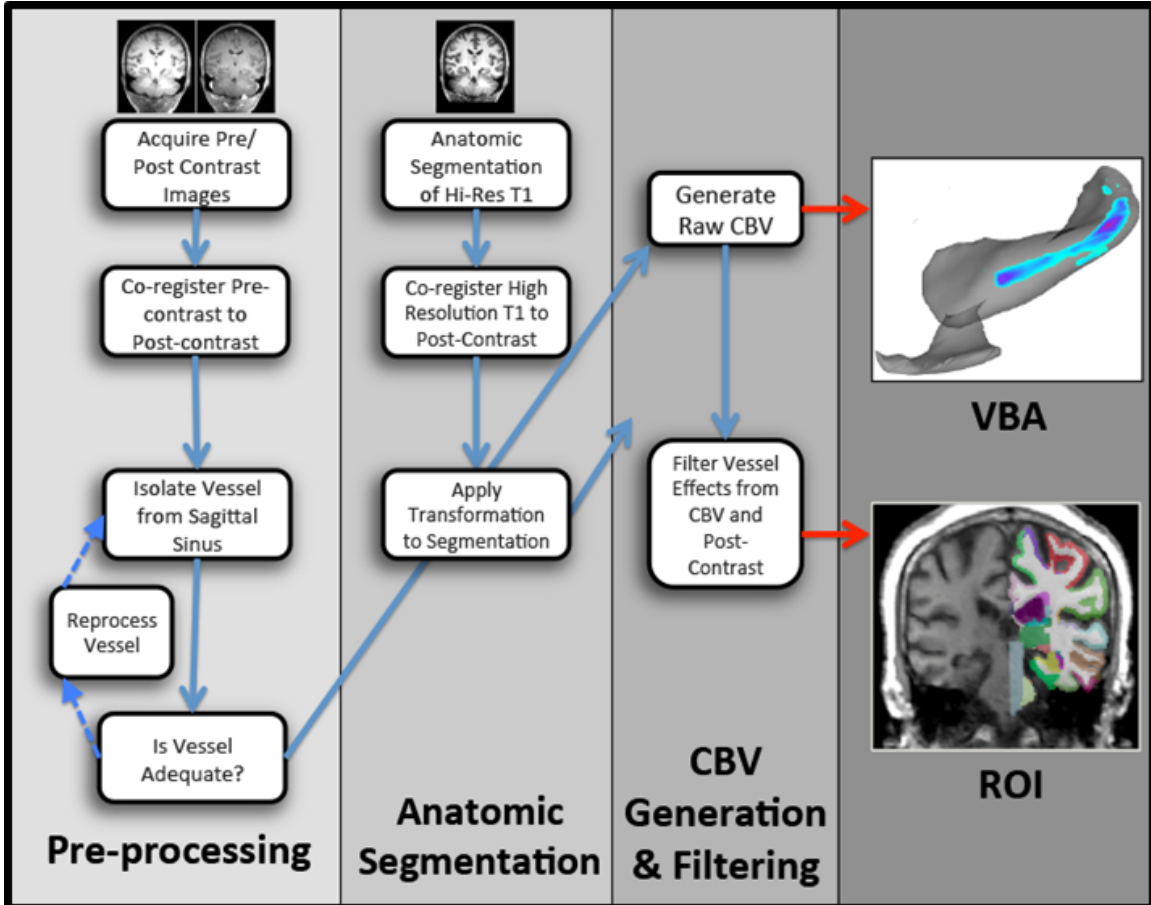 Acquire Pre/
Post Contrast
Images
Co-register Pre-
contrast to
Post-contrast
Isolate Vessel
from Sagittal
Sinus
Reprocess
Vessel
Is Vessel
Adequate?
Pre-processing
Anatomic
Segmentation
of Hi-Res T1
Co-register High
Resolution T1 to
Post-Contrast
Apply
Transformation
to Segmentation
Anatomic
Segmentation
Generate
Raw CBV
Filter Vessel
Effects from
CBV and
Post-
Contrast
CBV
Generation
& Filtering
VBA
ROI